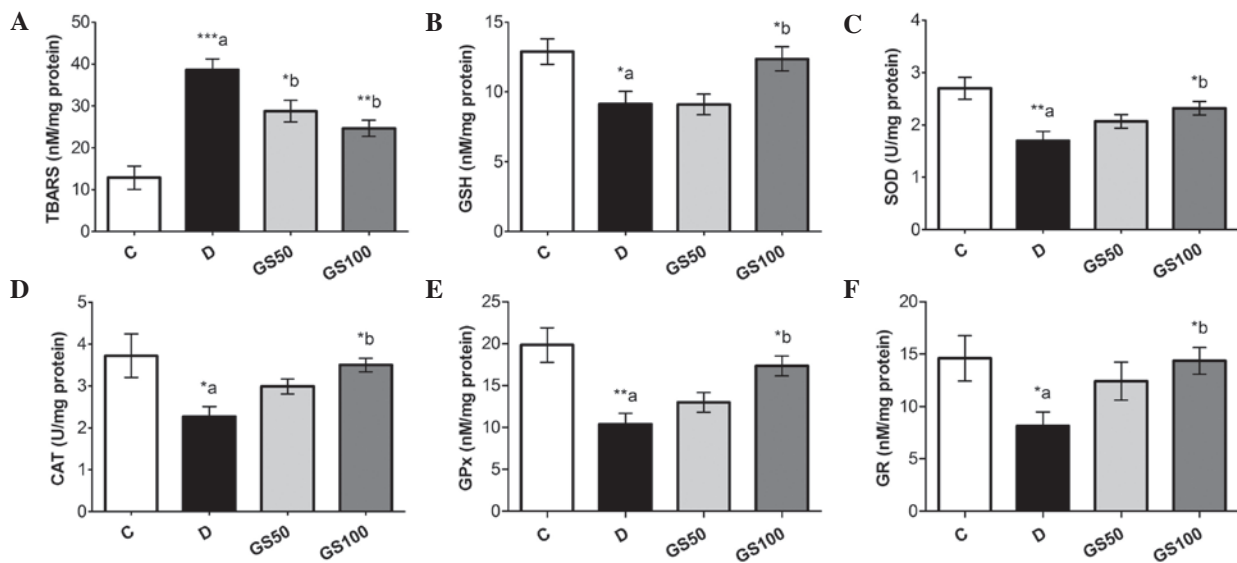 A
TBARS (nM/mg protein)
50
40
30
20
10
0
***a
*b
**b
C
D
GS50
GS100
B
GSH (nM/mg protein)
15
10
5
0
*a
*b
C
D
GS50
GS100
C
SOD (U/mg protein)
4
3
2
1
0
**a
*b
C
D
GS50
GS100
D
CAT (U/mg protein)
5
4
3
2
1
0
*a
*b
C
D
GS50
GS100
E
GPx (nM/mg protein)
25
20
15
10
5
0
**a
*b
C
D
GS50
GS100
F
GR (nM/mg protein)
20
15
10
5
0
*a
*b
C
D
GS50
GS100